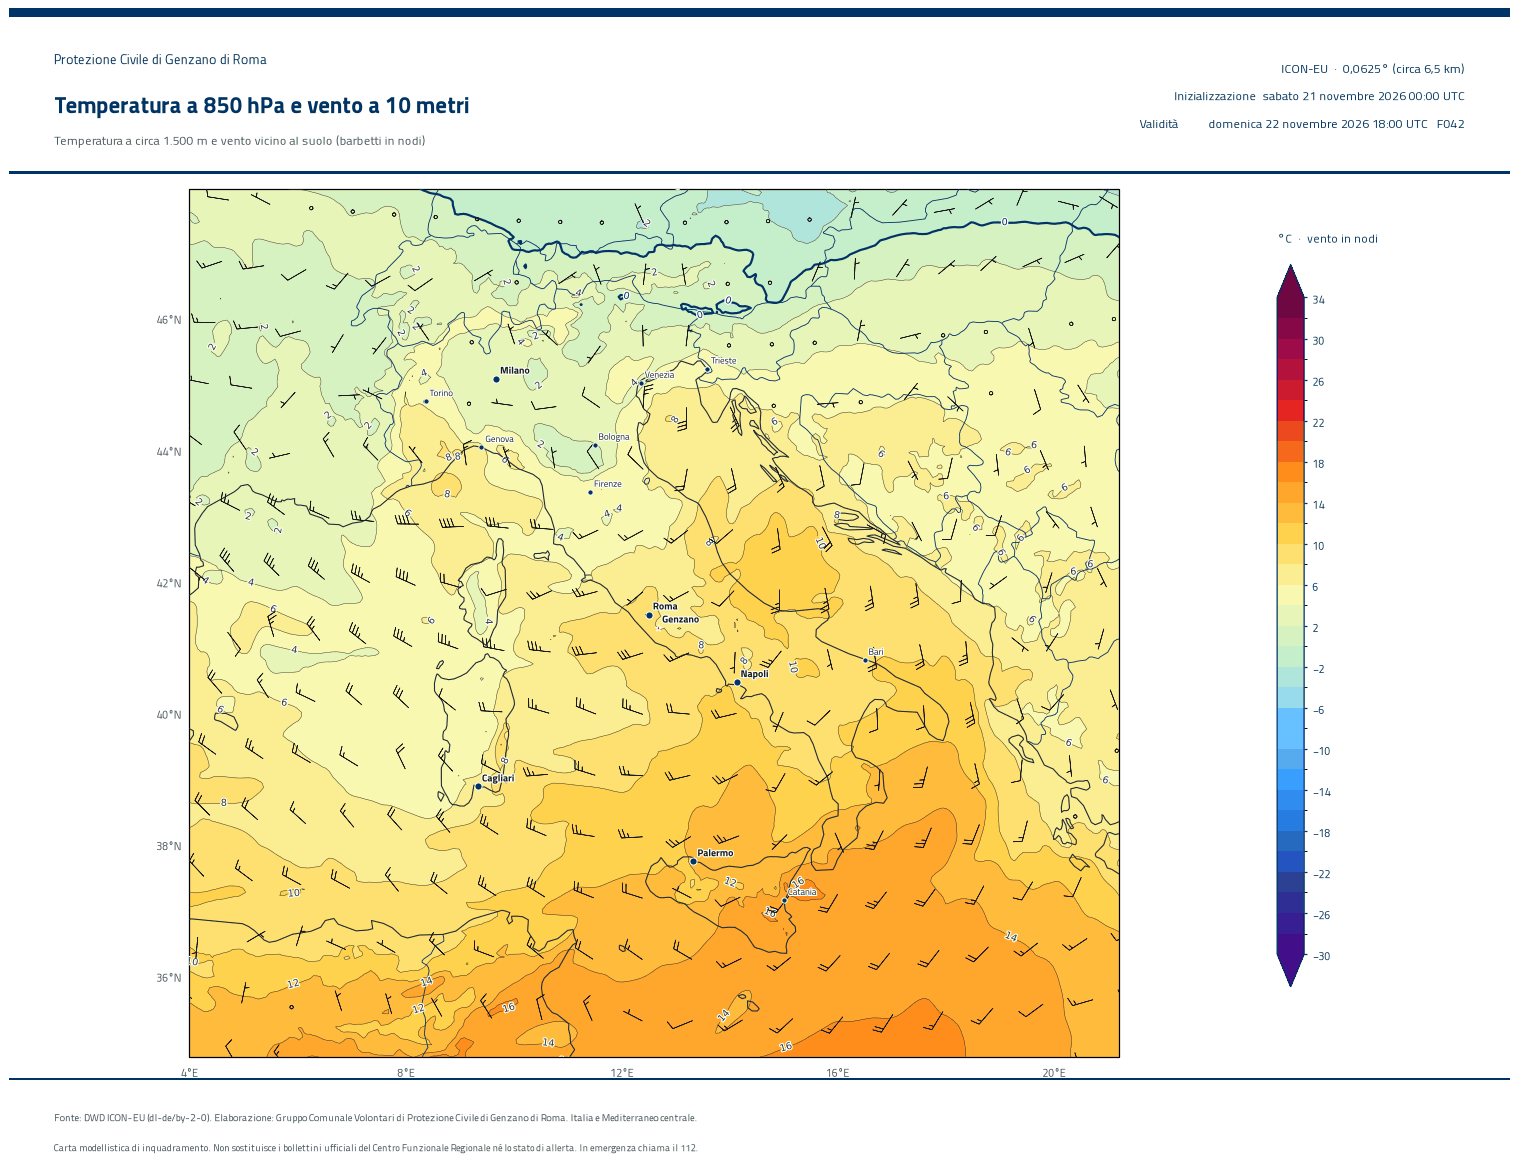 Protezione Civile di Genzano di Roma
Temperatura a 850 hPa e vento a 10 metri
Temperatura a circa 1.500 m e vento vicino al suolo (barbetti in nodi)
ICON-EU · 0,0625° (circa 6,5 km)
Inizializzazione sabato 21 novembre 2026 00:00 UTC
Validità domenica 22 novembre 2026 18:00 UTC F042
°C · vento in nodi
34
30
26
22
18
14
10
6
2
−2
−6
−10
−14
−18
−22
−26
−30
46°N
44°N
42°N
40°N
38°N
36°N
4°E
8°E
12°E
16°E
20°E
Trieste
Milano
Venezia
Torino
Genova
Bologna
Firenze
Roma
Genzano
Bari
Napoli
Cagliari
Palermo
Catania
Fonte: DWD ICON-EU (dl-de/by-2-0). Elaborazione: Gruppo Comunale Volontari di Protezione Civile di Genzano di Roma. Italia e Mediterraneo centrale.
Carta modellistica di inquadramento. Non sostituisce i bollettini ufficiali del Centro Funzionale Regionale né lo stato di allerta. In emergenza chiama il 112.